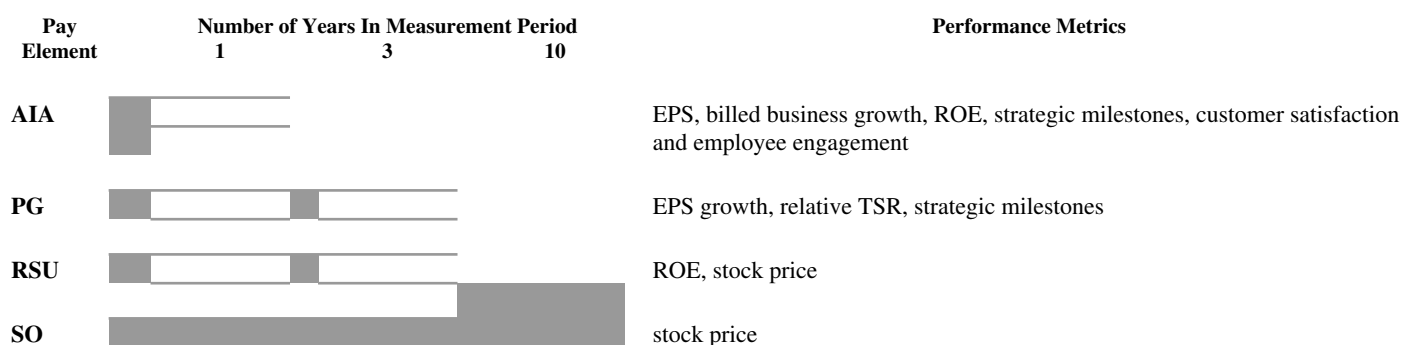 Pay Number of Years In Measurement Period Performance Metrics
Element 1 3 10
AIA EPS, billed business growth, ROE, strategic milestones, customer satisfaction
and employee engagement
PG EPS growth, relative TSR, strategic milestones
RSU ROE, stock price
SO stock price